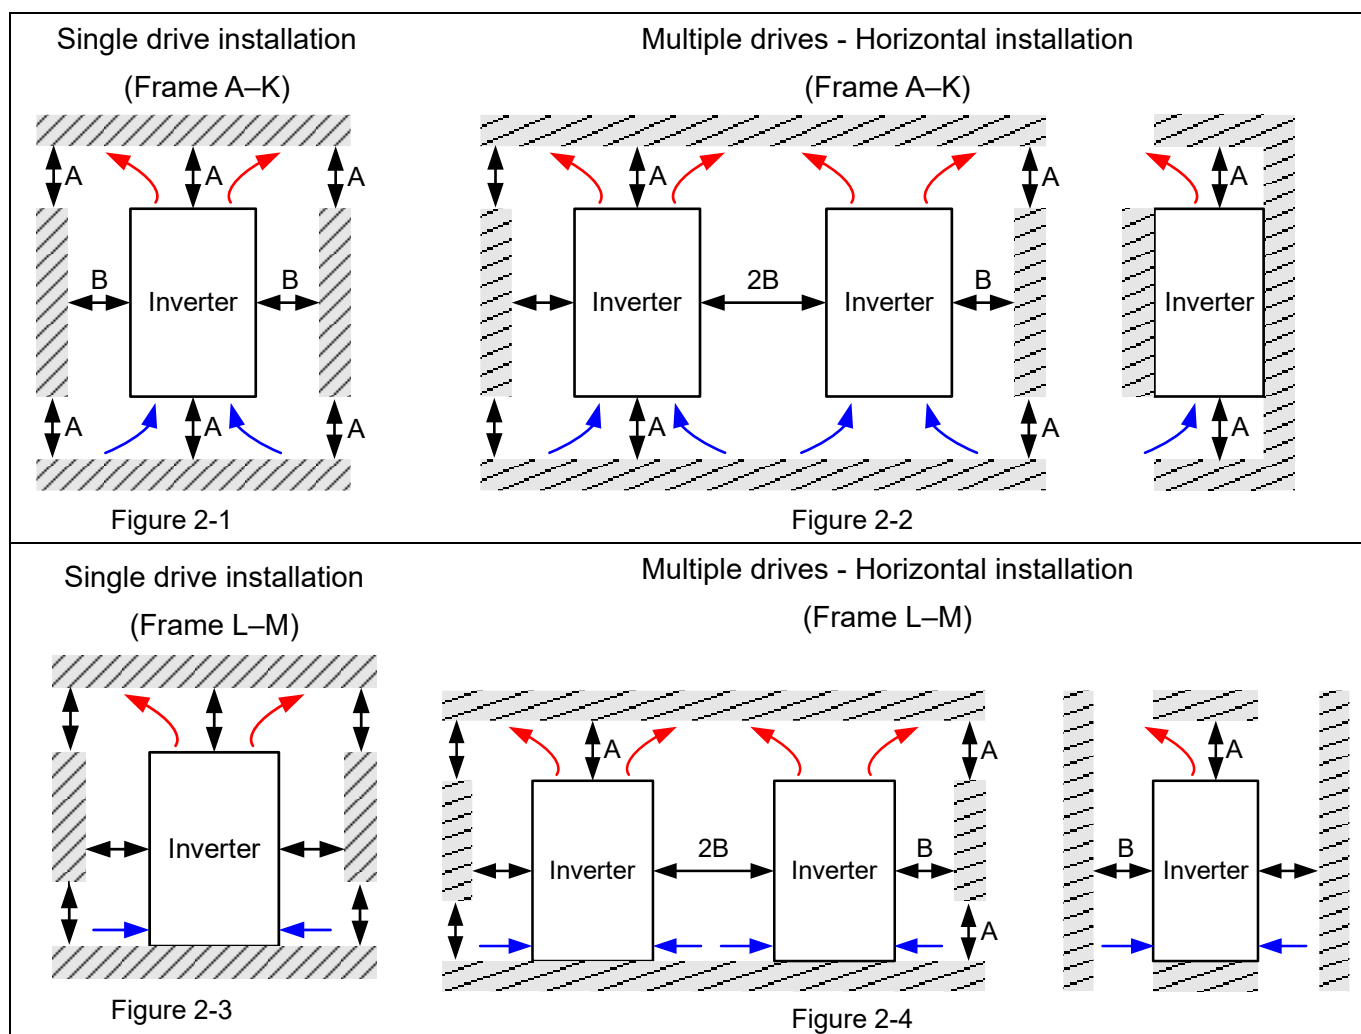 Single drive installation
(Frame A–K)
Multiple drives - Horizontal installation
(Frame A–K)
A
A
A
B
B
Inverter
A
A
A
Figure 2-1
A
A
A
2B
B
Inverter
Inverter
Inverter
A
A
A
Figure 2-2
Single drive installation
(Frame L–M)
Multiple drives - Horizontal installation
(Frame L–M)
Inverter
Figure 2-3
A
A
A
2B
B
B
Inverter
Inverter
Inverter
A
Figure 2-4